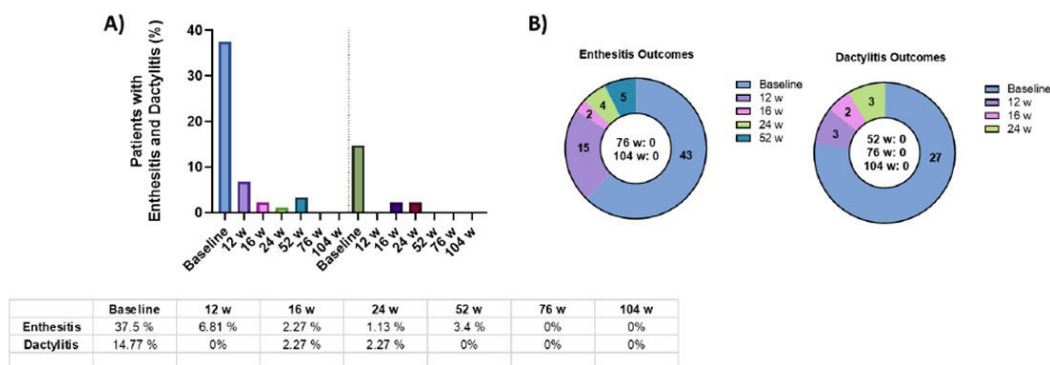 A)
Patients with
Enthesitis and Dactylitis (%)
40
30
20
10
0
Baseline
12 w
16 w
24 w
52 w
76 w
104 w
Baseline
12 w
16 w
24 w
52 w
76 w
104 w
B)
Enthesitis Outcomes
43
15
2
4
5
76 w: 0
104 w: 0
Baseline
12 w
16 w
24 w
52 w
Dactylitis Outcomes
27
3
2
3
52 w: 0
76 w: 0
104 w: 0
Baseline
12 w
16 w
24 w
Baseline 12 w 16 w 24 w 52 w 76 w 104 w
Enthesitis 37.5 % 6.81 % 2.27 % 1.13 % 3.4 % 0% 0%
Dactylitis 14.77 % 0% 2.27 % 2.27 % 0% 0% 0%